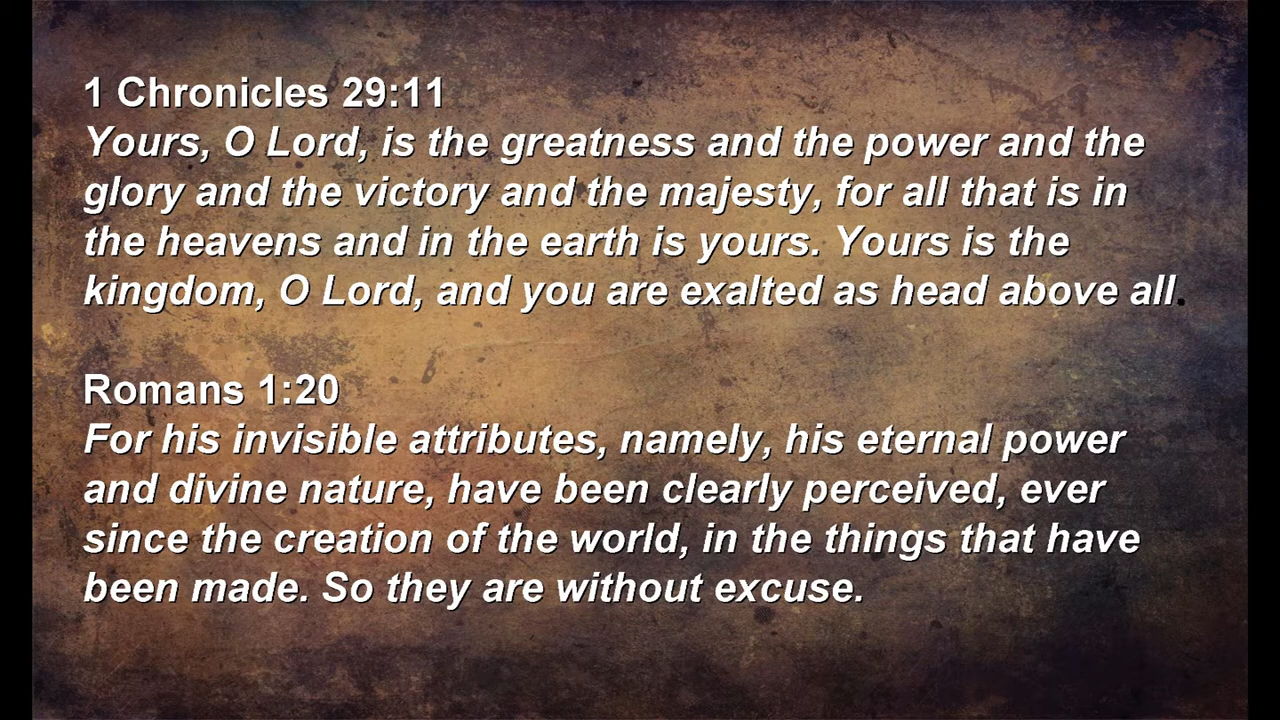 1 Chronicles 29:11
Yours, O Lord, is the greatness and the power and the
glory and the victory and the majesty, for all that is in
the heavens and in the earth is yours. Yours is the
kingdom, O Lord, and you are exalted as head above all.
Romans 1:20
For his invisible attributes, namely, his eternal power
and divine nature, have been clearly perceived, ever
since the creation of the world, in the things that have
been made. So they are without excuse.